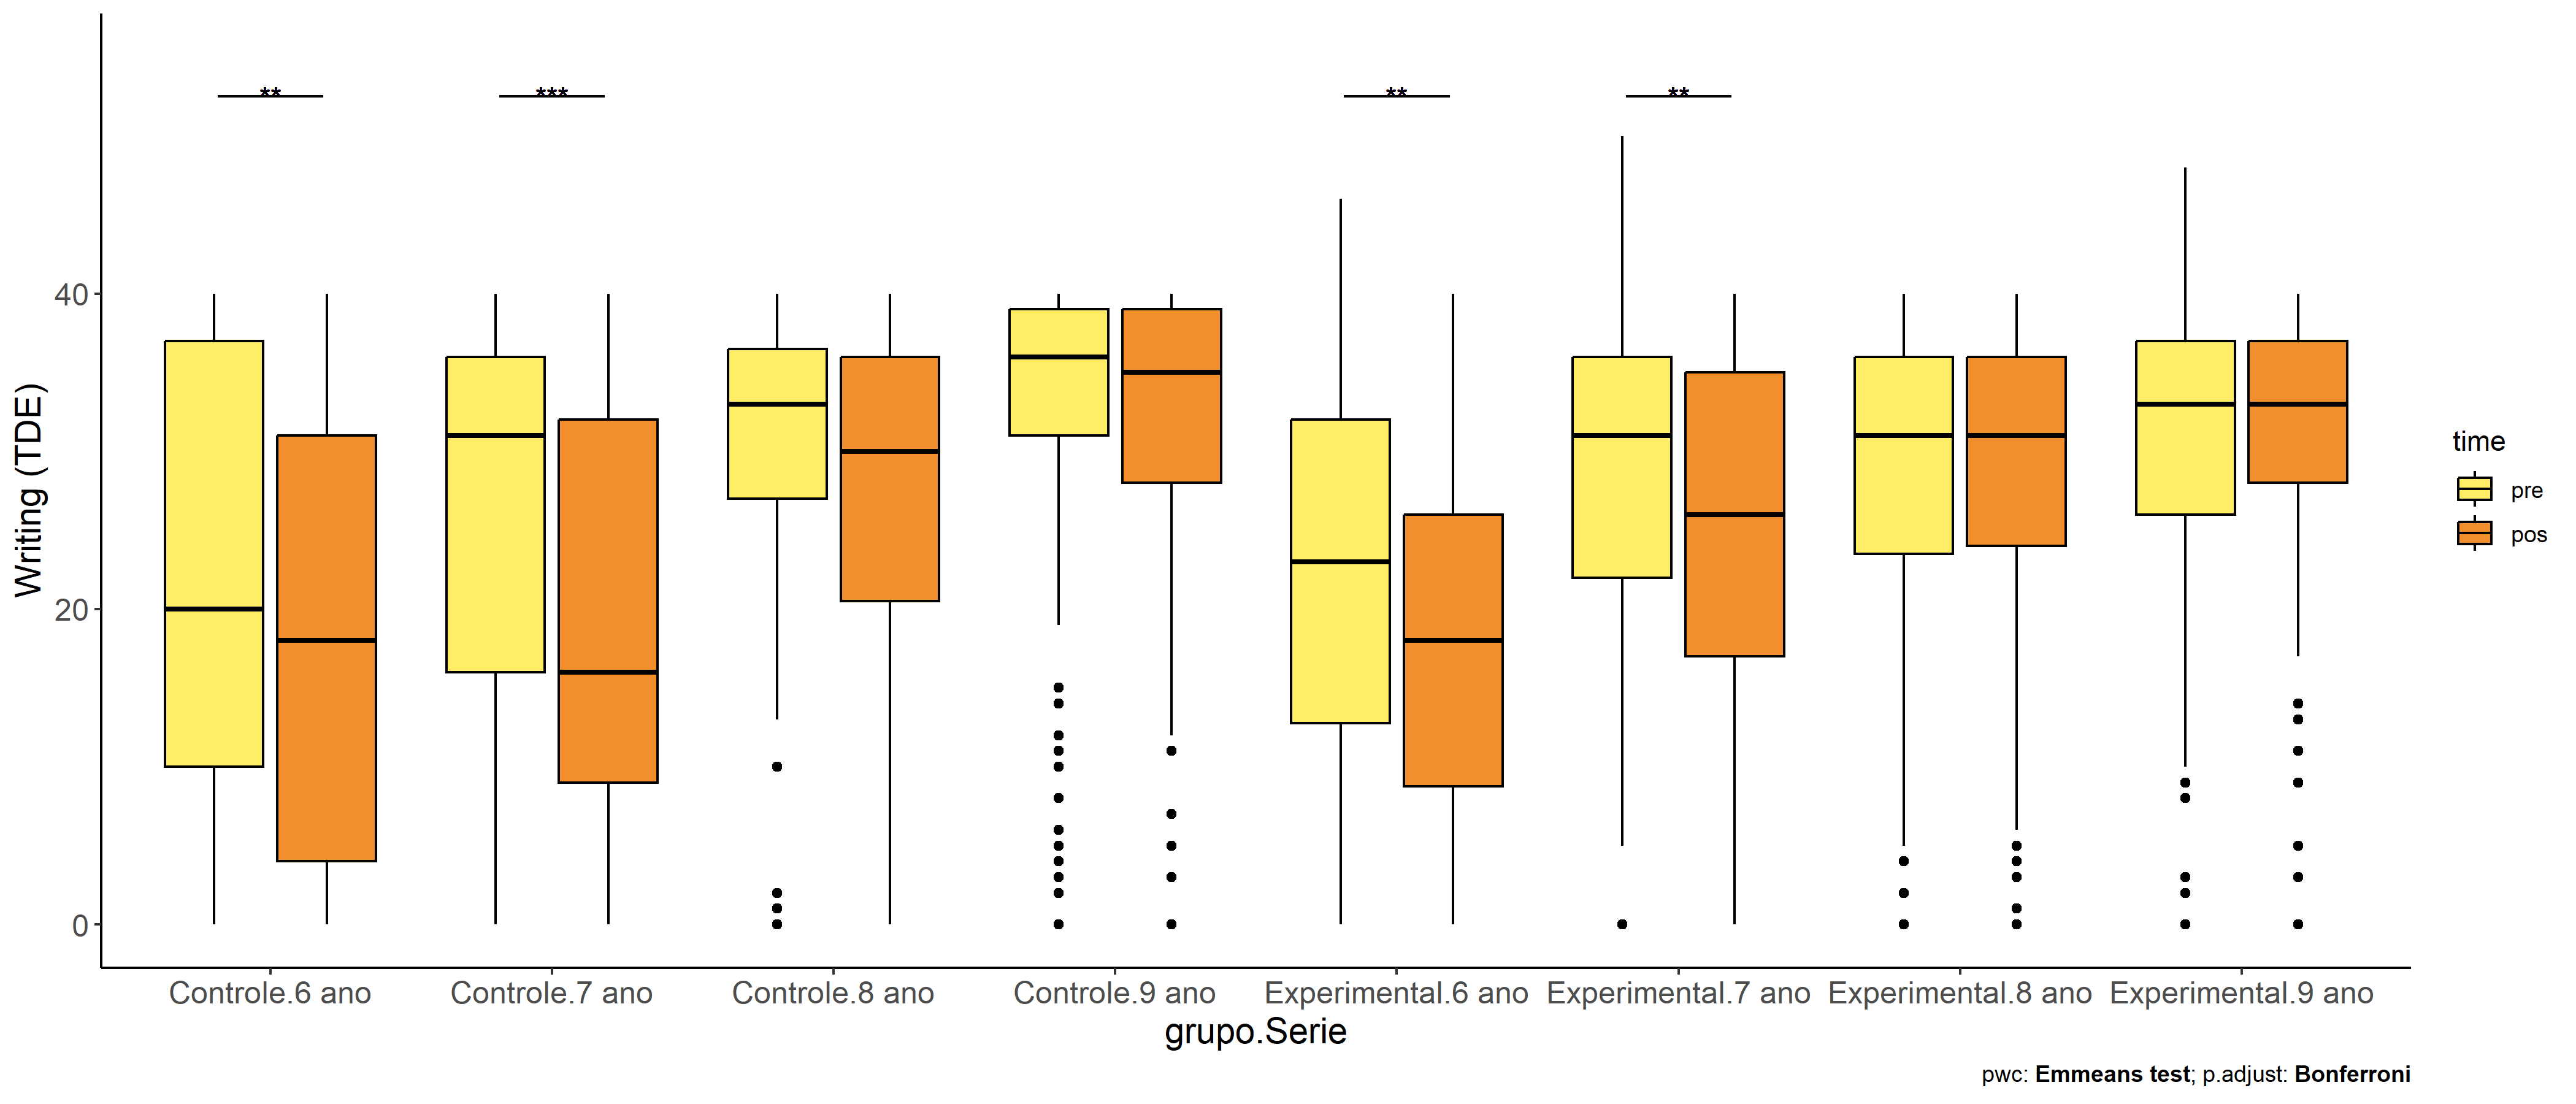 ** *** ** **
Writing (TDE)
40
20
0
time
pre
pos
Controle.6 ano Controle.7 ano Controle.8 ano Controle.9 ano Experimental.6 ano Experimental.7 ano Experimental.8 ano Experimental.9 ano
grupo.Serie
pwc: Emmeans test; p.adjust: Bonferroni